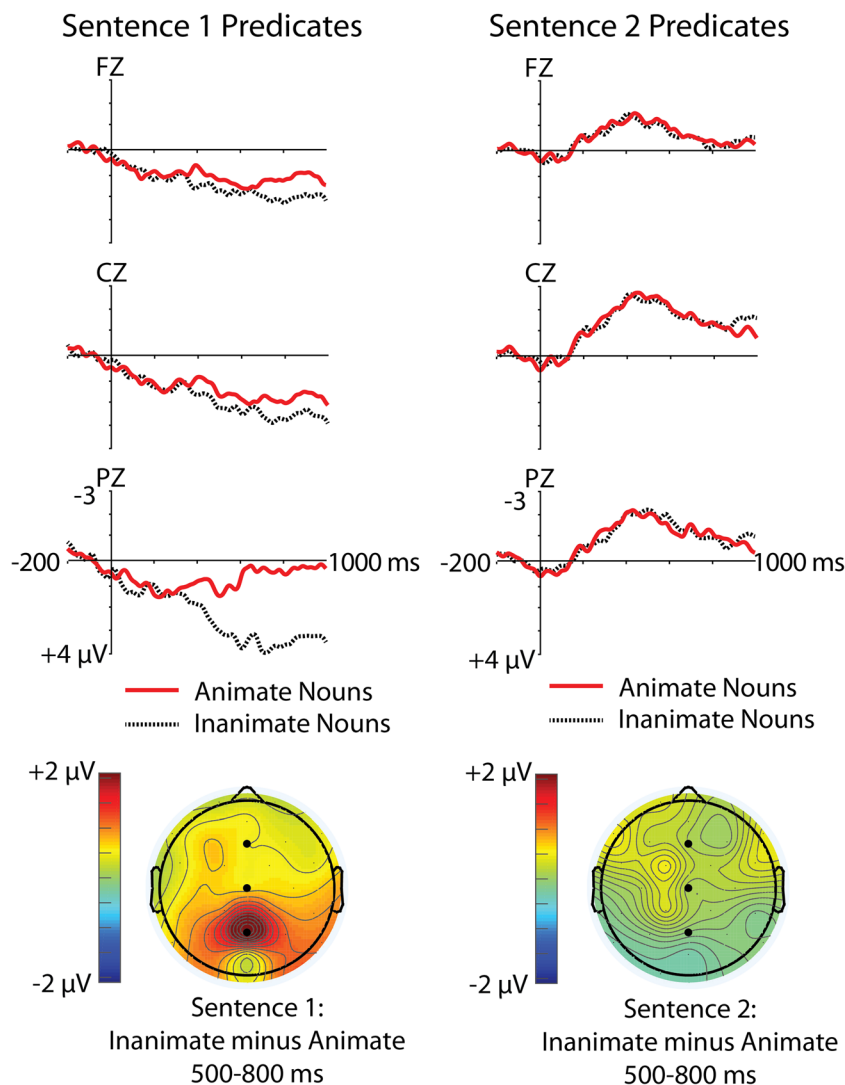 Sentence 1 Predicates
FZ
CZ
PZ
-3
-200
1000 ms
+4 µV
Animate Nouns
Inanimate Nouns
+2 µV
-2 µV
Sentence 1:
Inanimate minus Animate
500-800 ms
Sentence 2 Predicates
FZ
CZ
PZ
-3
-200
1000 ms
+4 µV
Animate Nouns
Inanimate Nouns
+2 µV
-2 µV
Sentence 2:
Inanimate minus Animate
500-800 ms